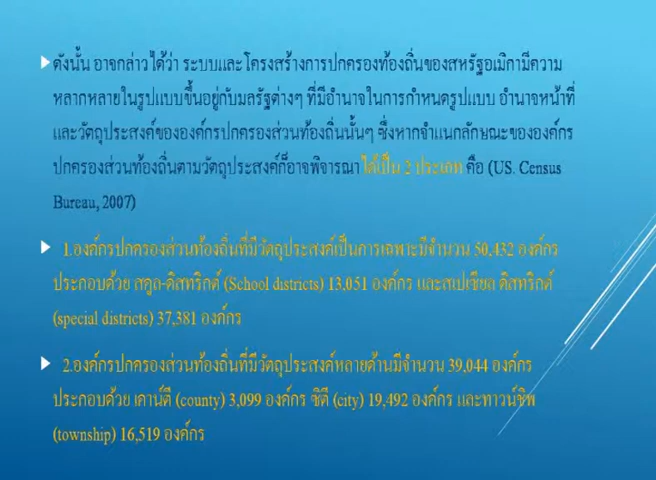 ดังนั้น อาจกล่าวได้ว่า ระบบและโครงสร้างการปกครองท้องถิ่นของสหรัฐอเมิกามีความ
หลากหลายในรูปแบบขึ้นอยู่กับมลรัฐต่างๆ ที่มีอำนาจในการกำหนดรูปแบบ อำนาจหน้าที่
และวัตถุประสงค์ขององค์กรปกครองส่วนท้องถิ่นนั้นๆ ซึ่งหากจำแนกลักษณะขององค์กร
ปกครองส่วนท้องถิ่นตามวัตถุประสงค์ก็อาจพิจารณาได้เป็น 2 ประเภท คือ (US. Census
Bureau, 2007)
1.องค์กรปกครองส่วนท้องถิ่นที่มีวัตถุประสงค์เป็นการเฉพาะมีจำนวน 50,432 องค์กร
ประกอบด้วย สคูล-ดิสทริกต์ (School districts) 13,051 องค์กร และสเปเชียล ดิสทริกต์
(special districts) 37,381 องค์กร
2.องค์กรปกครองส่วนท้องถิ่นที่มีวัตถุประสงค์หลายด้านมีจำนวน 39,044 องค์กร
ประกอบด้วย เคาน์ตี (county) 3,099 องค์กร ซิตี (city) 19,492 องค์กร และทาวน์ชิพ
(township) 16,519 องค์กร